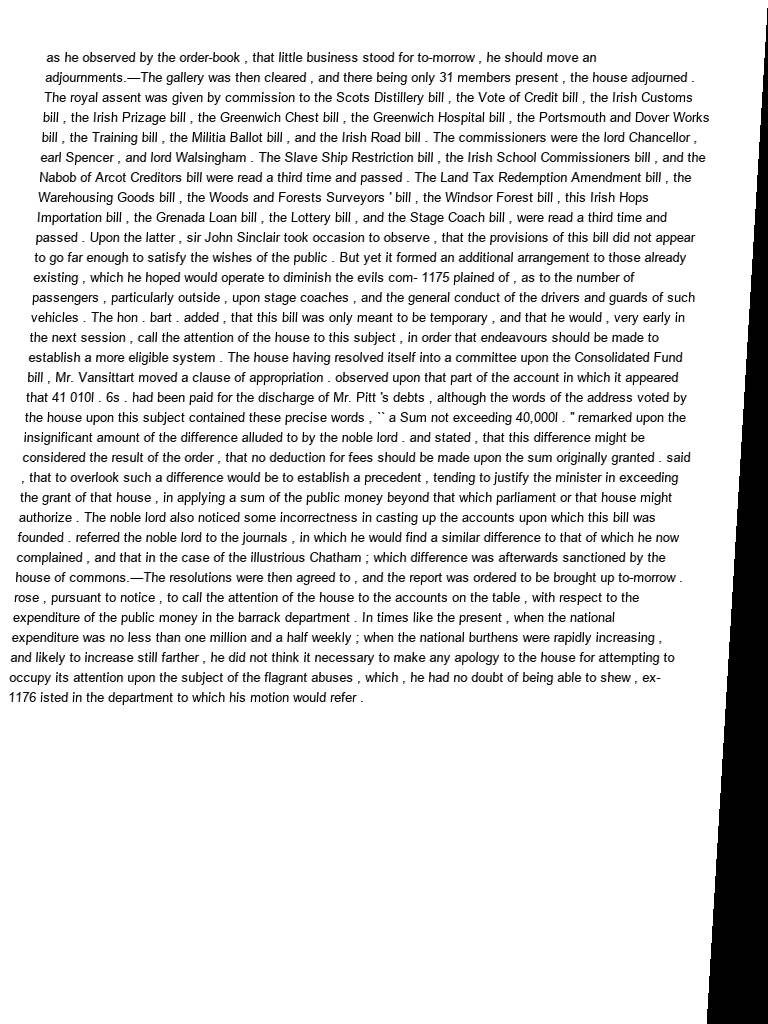 as he observed by the order-book , that little business stood for to-morrow , he should move an
adjournments.—The gallery was then cleared , and there being only 31 members present , the house adjourned .
The royal assent was given by commission to the Scots Distillery bill , the Vote of Credit bill , the Irish Customs
bill , the Irish Prizage bill , the Greenwich Chest bill , the Greenwich Hospital bill , the Portsmouth and Dover Works
bill , the Training bill , the Militia Ballot bill , and the Irish Road bill . The commissioners were the lord Chancellor ,
earl Spencer , and lord Walsingham . The Slave Ship Restriction bill , the Irish School Commissioners bill , and the
Nabob of Arcot Creditors bill were read a third time and passed . The Land Tax Redemption Amendment bill , the
Warehousing Goods bill , the Woods and Forests Surveyors ' bill , the Windsor Forest bill , this Irish Hops
Importation bill , the Grenada Loan bill , the Lottery bill , and the Stage Coach bill , were read a third time and
passed . Upon the latter , sir John Sinclair took occasion to observe , that the provisions of this bill did not appear
to go far enough to satisfy the wishes of the public . But yet it formed an additional arrangement to those already
existing , which he hoped would operate to diminish the evils com- 1175 plained of , as to the number of
passengers , particularly outside , upon stage coaches , and the general conduct of the drivers and guards of such
vehicles . The hon . bart . added , that this bill was only meant to be temporary , and that he would , very early in
the next session , call the attention of the house to this subject , in order that endeavours should be made to
establish a more eligible system . The house having resolved itself into a committee upon the Consolidated Fund
bill , Mr. Vansittart moved a clause of appropriation . observed upon that part of the account in which it appeared
that 41 010l . 6s . had been paid for the discharge of Mr. Pitt 's debts , although the words of the address voted by
the house upon this subject contained these precise words , `` a Sum not exceeding 40,000l . " remarked upon the
insignificant amount of the difference alluded to by the noble lord . and stated , that this difference might be
considered the result of the order , that no deduction for fees should be made upon the sum originally granted . said
, that to overlook such a difference would be to establish a precedent , tending to justify the minister in exceeding
the grant of that house , in applying a sum of the public money beyond that which parliament or that house might
authorize . The noble lord also noticed some incorrectness in casting up the accounts upon which this bill was
founded . referred the noble lord to the journals , in which he would find a similar difference to that of which he now
complained , and that in the case of the illustrious Chatham ; which difference was afterwards sanctioned by the
house of commons.—The resolutions were then agreed to , and the report was ordered to be brought up to-morrow .
rose , pursuant to notice , to call the attention of the house to the accounts on the table , with respect to the
expenditure of the public money in the barrack department . In times like the present , when the national
expenditure was no less than one million and a half weekly ; when the national burthens were rapidly increasing ,
and likely to increase still farther , he did not think it necessary to make any apology to the house for attempting to
occupy its attention upon the subject of the flagrant abuses , which , he had no doubt of being able to shew , ex-
1176 isted in the department to which his motion would refer .